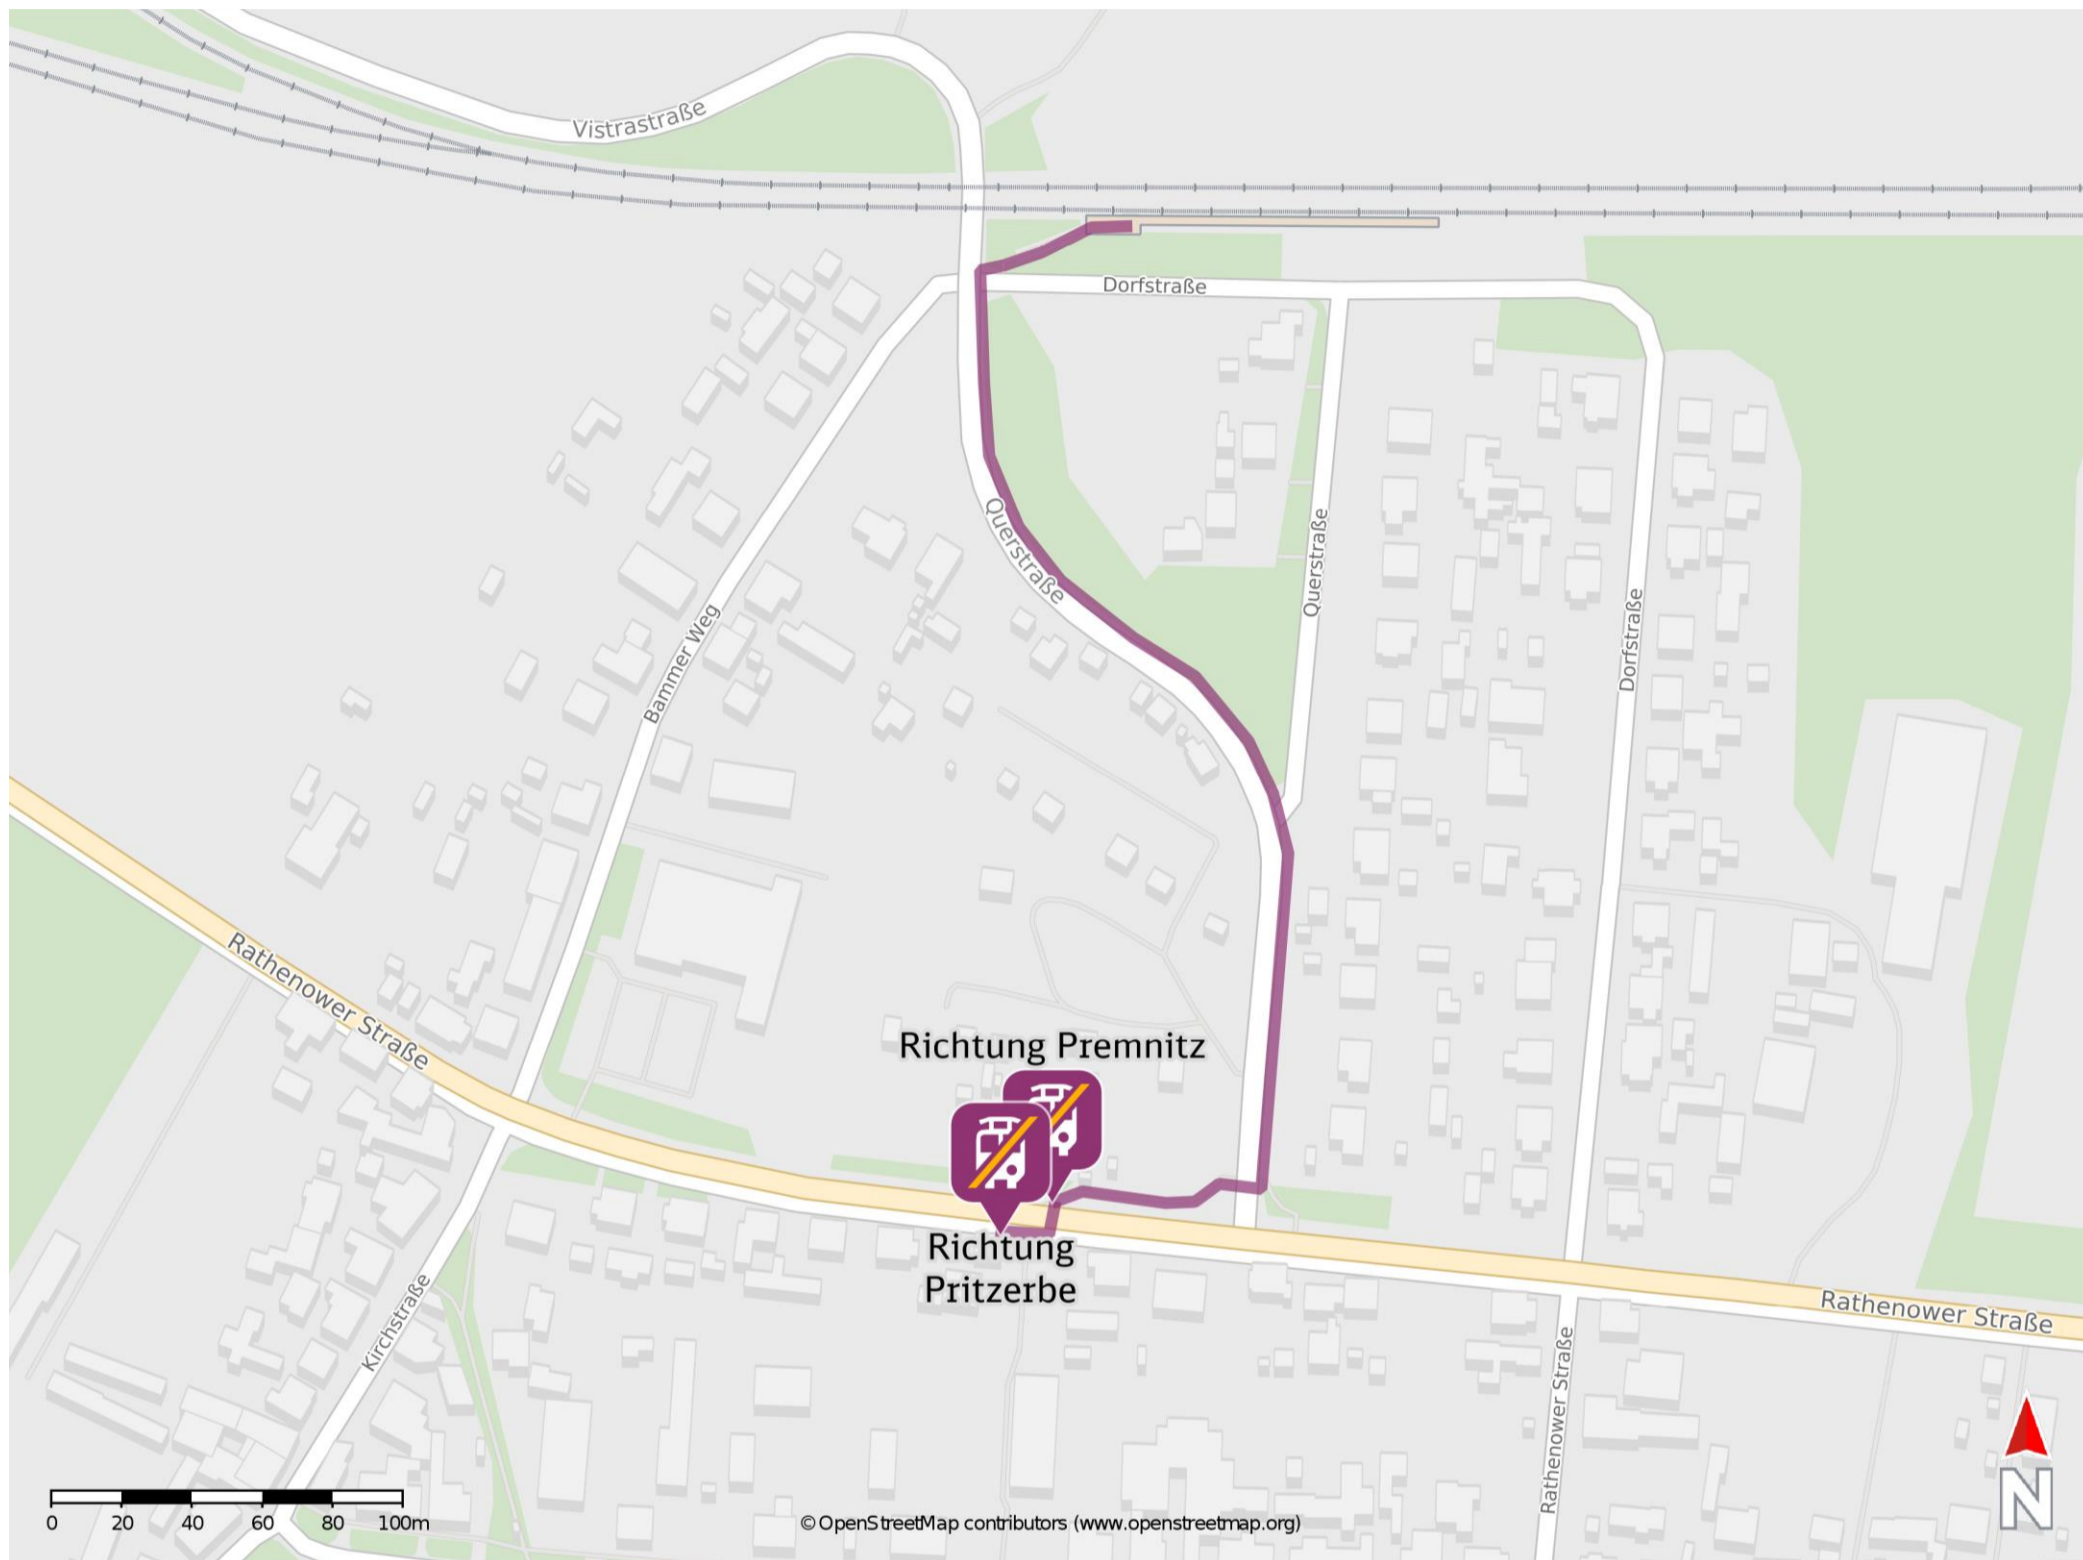 Vistrastraße
Dorfstraße
Querstraße
Querstraße
Dorfstraße
Bammer Weg
Rathenower Straße
Richtung Premnitz
Richtung
Pritzerbe
Rathenower Straße
Kirchstraße
Rathenower Straße
N
0 20 40 60 80 100m
© OpenStreetMap contributors (www.openstreetmap.org)